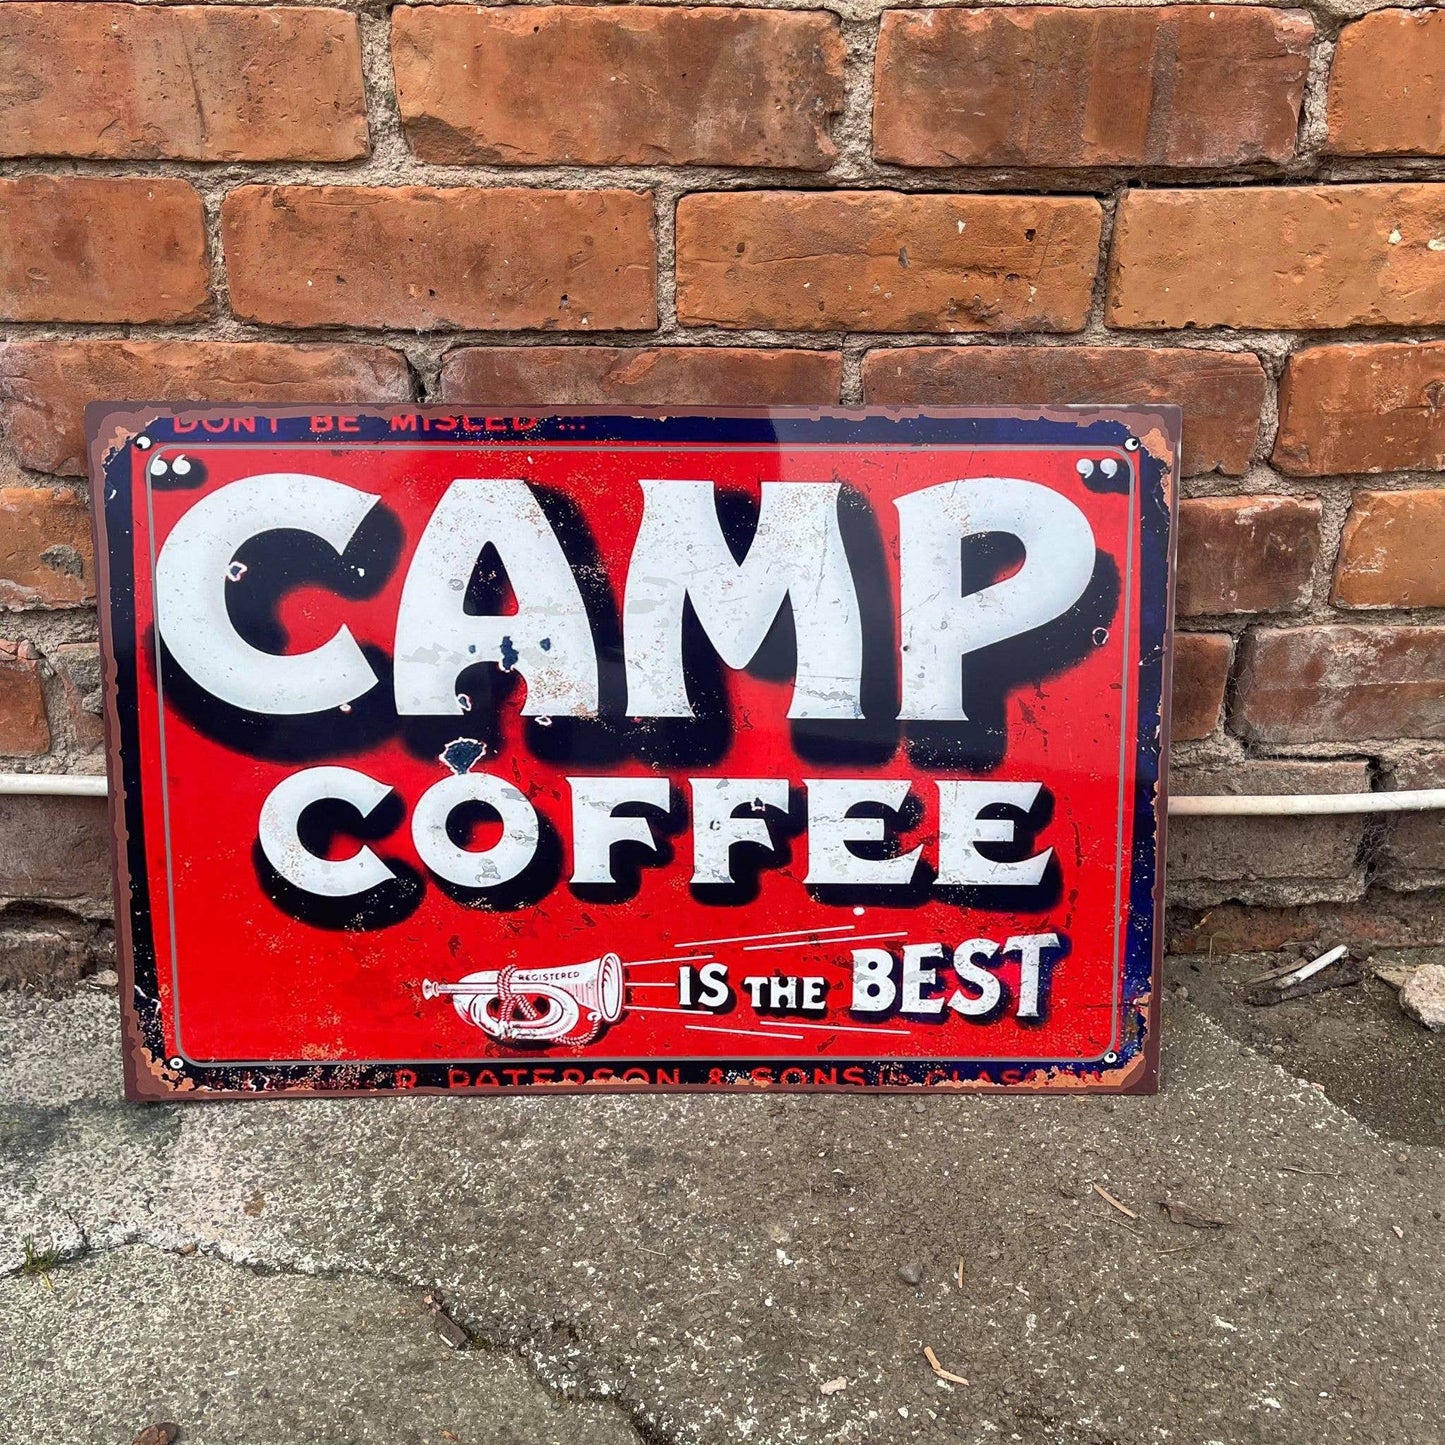 DON'T BE MISLED ...
“CAMP”
COFFEE
REGISTERED
IS THE BEST
R. PATERSON & SONS